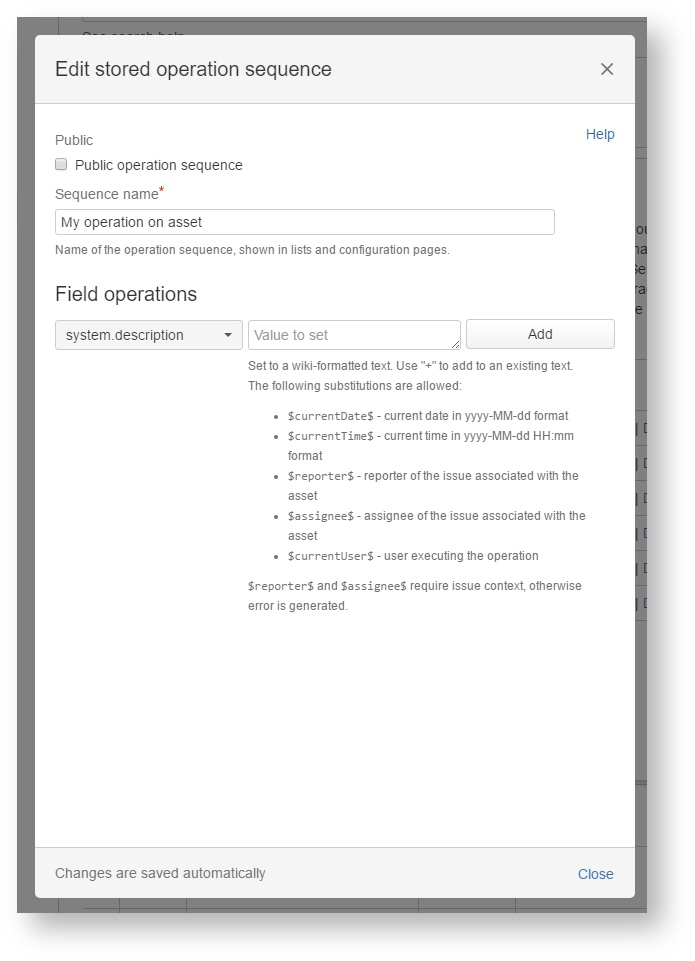 Edit stored operation sequence
Public
Help
Public operation sequence
Sequence name*
My operation on asset
Name of the operation sequence, shown in lists and configuration pages.
Field operations
system.description
Value to set
Add
Set to a wiki-formatted text. Use "+" to add to an existing text.
The following substitutions are allowed:
$currentDate$ - current date in yyyy-MM-dd format
$currentTime$ - current time in yyyy-MM-dd HH:mm
format
$reporter$ - reporter of the issue associated with the
asset
$assignee$ - assignee of the issue associated with the
asset
$currentUser$ - user executing the operation
$reporter$ and $assignee$ require issue context, otherwise
error is generated.
Changes are saved automatically
Close